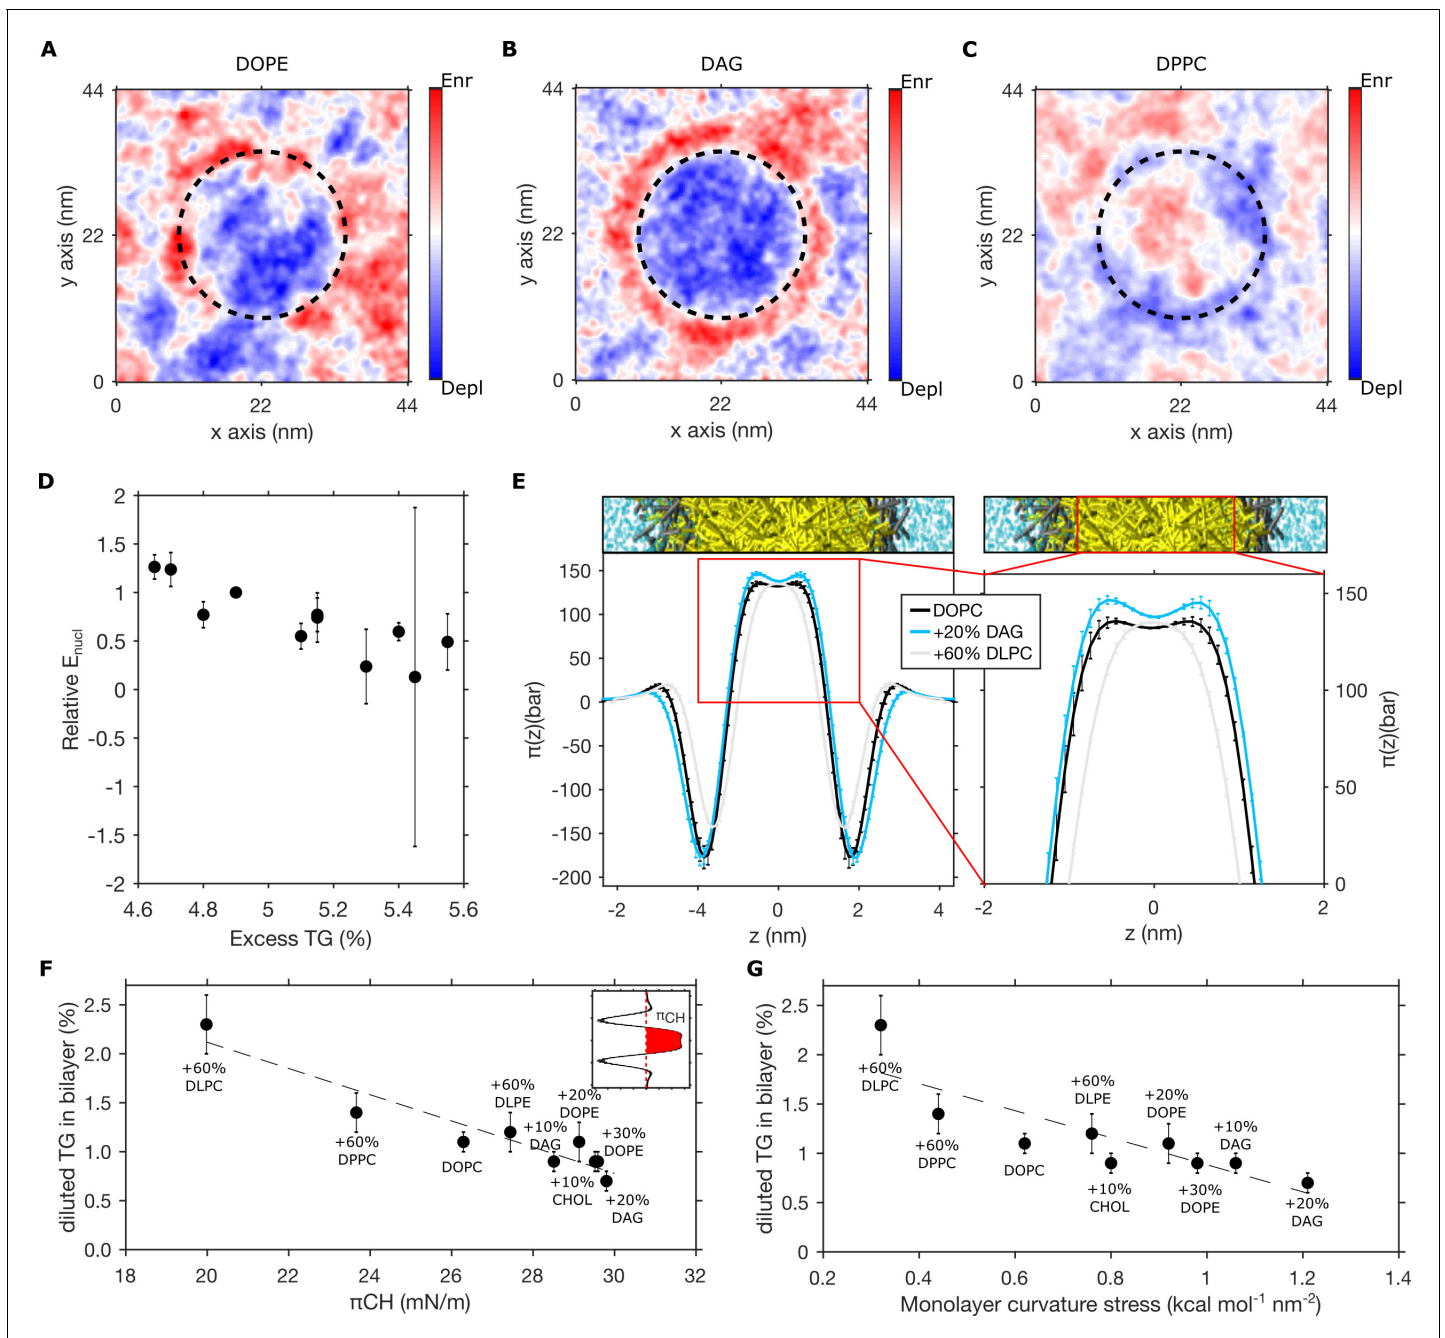 A
DOPE
Enr
44
22
0
y axis (nm)
0
22
44
x axis (nm)
Depl
B
DAG
Enr
44
22
0
y axis (nm)
0
22
44
x axis (nm)
Depl
C
DPPC
Enr
44
22
0
y axis (nm)
0
22
44
x axis (nm)
Depl
D
2
1.5
1
0.5
0
-0.5
-1
-1.5
-2
Relative E_nucl
4.6
4.8
5
5.2
5.4
5.6
Excess TG (%)
E
150
100
50
0
-50
-100
-150
-200
π(z)(bar)
-2
-4
0
2
4
z (nm)
DOPC
+20% DAG
+60% DLPC
150
100
50
0
π(z)(bar)
-2
0
2
z (nm)
F
2.5
2.0
1.5
1.0
0.5
0.0
diluted TG in bilayer (%)
+60%
DLPC
+60%
DPPC
DOPC
+60%
DLPE
+10%
DAG
+10%
CHOL
+20%
DOPE
+30%
DOPE
+20%
DAG
πCH
18
20
22
24
26
28
30
32
πCH (mN/m)
G
2.5
2
1.5
1
0.5
0
diluted TG in bilayer (%)
+60%
DLPC
+60%
DPPC
DOPC
+60%
DLPE
+10%
CHOL
+20%
DOPE
+30%
DOPE
+10%
DAG
+20%
DAG
0.2
0.4
0.6
0.8
1
1.2
1.4
Monolayer curvature stress (kcal mol⁻¹ nm⁻²)